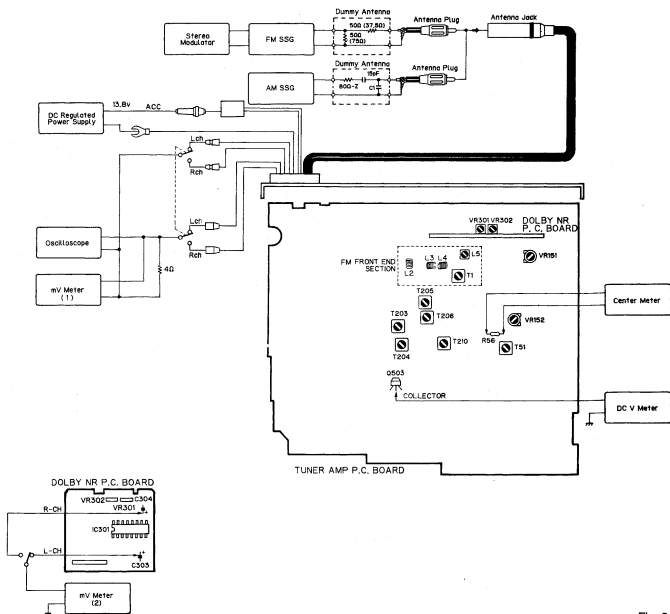 Dummy Antenna
Stereo Modulator
FM SSG
50Ω (37.5Ω)
50Ω (75Ω)
Antenna Plug
Antenna Jack
Dummy Antenna
AM SSG
15pF
80Ω-Z
C1
Antenna Plug
DC Regulated Power Supply
13.8v
ACC
Lch
Rch
Lch
Rch
Oscilloscope
mV Meter (1)
4Ω
VR301 VR302
DOLBY NR P. C. BOARD
FM FRONT END SECTION
L2
L3 L4
L5
T1
VR151
T205
T206
T203
T204
T210
R56
VR152
T51
Center Meter
Q503
COLLECTOR
DC V Meter
TUNER AMP P.C. BOARD
DOLBY NR P.C. BOARD
R-CH
VR302
C304
VR301
IC301
L-CH
C303
mV Meter (2)